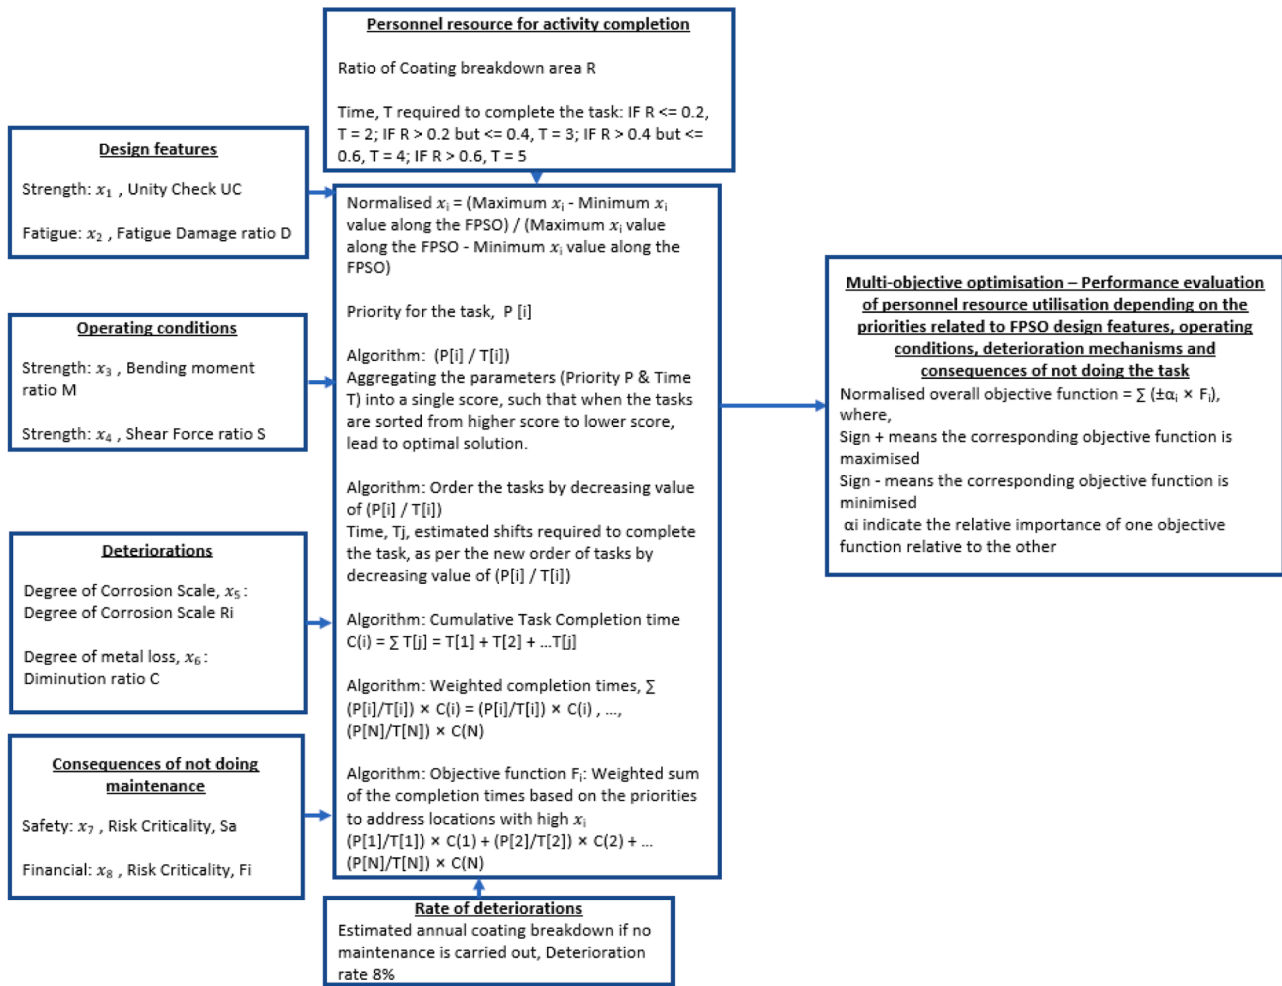 Personnel resource for activity completion
Ratio of Coating breakdown area R
Time, T required to complete the task: IF R <= 0.2,
T = 2; IF R > 0.2 but <= 0.4, T = 3; IF R > 0.4 but <=
0.6, T = 4; IF R > 0.6, T = 5
Design features
Strength: x₁ , Unity Check UC
Fatigue: x₂ , Fatigue Damage ratio D
Operating conditions
Strength: x₃ , Bending moment
ratio M
Strength: x₄ , Shear Force ratio S
Deteriorations
Degree of Corrosion Scale, x₅ :
Degree of Corrosion Scale Ri
Degree of metal loss, x₆ :
Diminution ratio C
Consequences of not doing
maintenance
Safety: x₇ , Risk Criticality, Sa
Financial: x₈ , Risk Criticality, Fi
Normalised xᵢ = (Maximum xᵢ - Minimum xᵢ
value along the FPSO) / (Maximum xᵢ value
along the FPSO - Minimum xᵢ value along the
FPSO)
Priority for the task, P [i]
Algorithm: (P[i] / T[i])
Aggregating the parameters (Priority P & Time
T) into a single score, such that when the tasks
are sorted from higher score to lower score,
lead to optimal solution.
Algorithm: Order the tasks by decreasing value
of (P[i] / T[i])
Time, Tj, estimated shifts required to complete
the task, as per the new order of tasks by
decreasing value of (P[i] / T[i])
Algorithm: Cumulative Task Completion time
C(i) = ∑ T[j] = T[1] + T[2] + ...T[j]
Algorithm: Weighted completion times, ∑
(P[i]/T[i]) × C(i) = (P[i]/T[i]) × C(i) , ...,
(P[N]/T[N]) × C(N)
Algorithm: Objective function Fᵢ: Weighted sum
of the completion times based on the priorities
to address locations with high xᵢ
(P[1]/T[1]) × C(1) + (P[2]/T[2]) × C(2) + ...
(P[N]/T[N]) × C(N)
Rate of deteriorations
Estimated annual coating breakdown if no
maintenance is carried out, Deterioration
rate 8%
Multi-objective optimisation – Performance evaluation
of personnel resource utilisation depending on the
priorities related to FPSO design features, operating
conditions, deterioration mechanisms and
consequences of not doing the task
Normalised overall objective function = ∑ (±αᵢ × Fᵢ),
where,
Sign + means the corresponding objective function is
maximised
Sign - means the corresponding objective function is
minimised
αi indicate the relative importance of one objective
function relative to the other